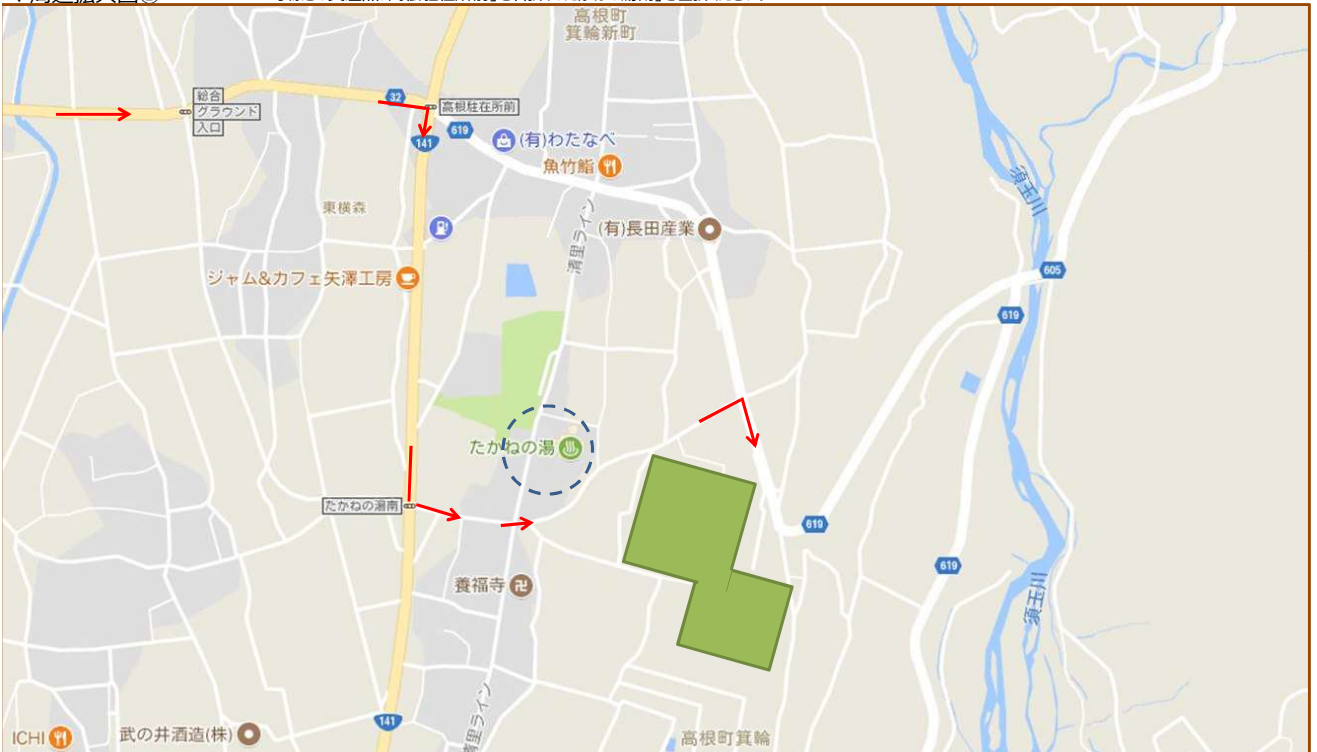 高根町
箕輪新町
総合
グラウンド
入口
32
高根駐在所前
619
141
(有)わたなべ
魚竹鮨
須玉川
東横森
清里ライン
(有)長田産業
ジャム&カフェ矢澤工房
605
619
たかねの湯
たかねの湯南
619
619
養福寺
須玉川
清里ライン
141
ICHI
武の井酒造(株)
高根町箕輪